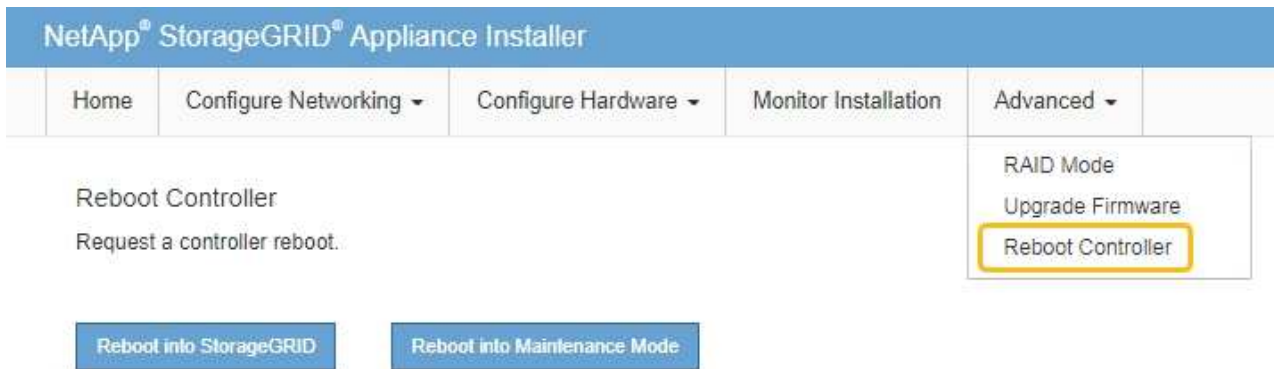 NetApp® StorageGRID® Appliance Installer
Home Configure Networking Configure Hardware Monitor Installation Advanced
RAID Mode
Upgrade Firmware
Reboot Controller
Reboot Controller
Request a controller reboot.
Reboot into StorageGRID Reboot into Maintenance Mode